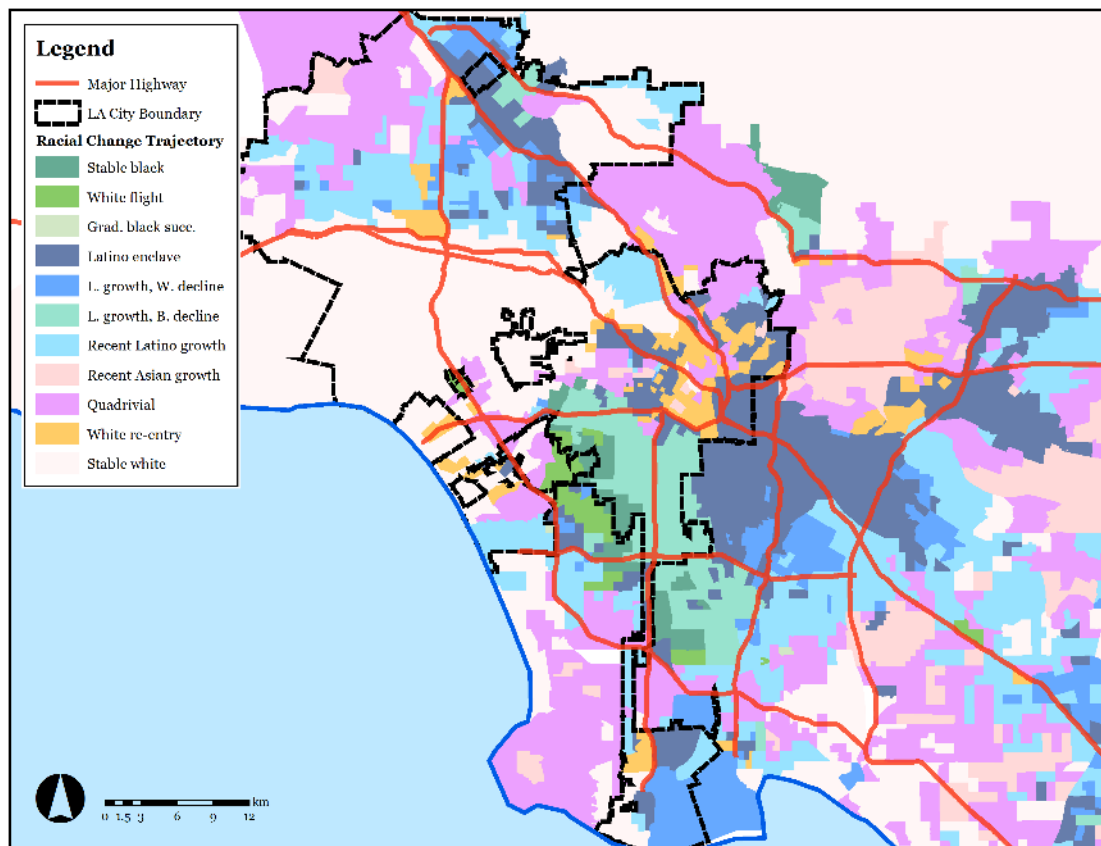 Legend
Major Highway
LA City Boundary
Racial Change Trajectory
Stable black
White flight
Grad. black succ.
Latino enclave
L. growth, W. decline
L. growth, B. decline
Recent Latino growth
Recent Asian growth
Quadrivial
White re-entry
Stable white
km
0 1.5 3 6 9 12